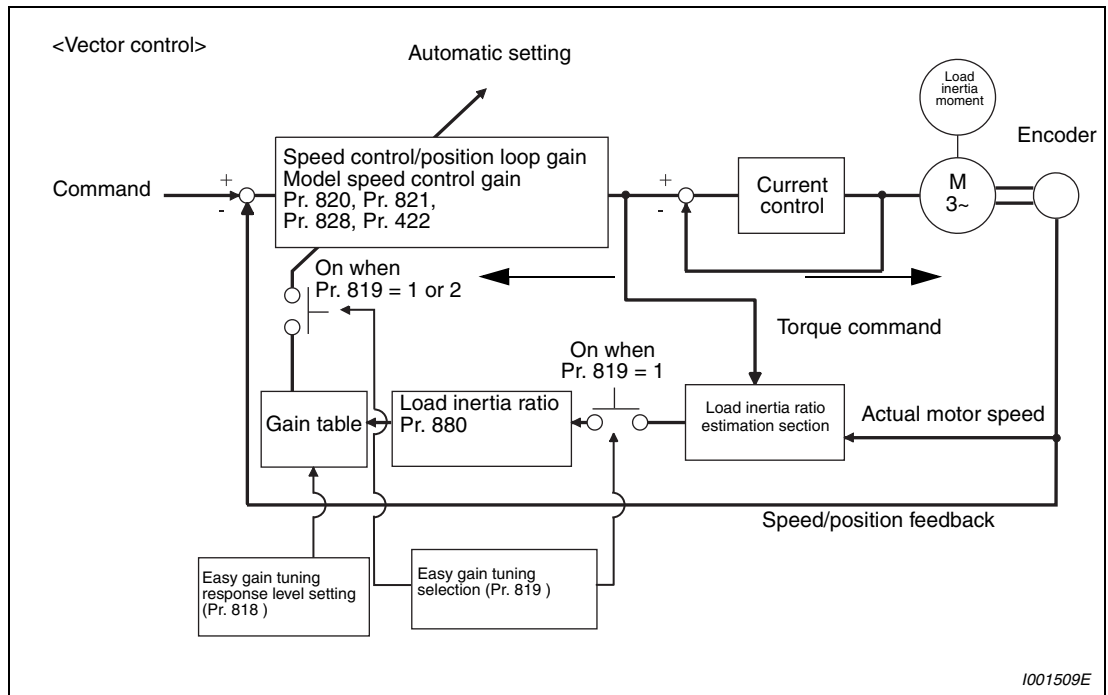 <Vector control>
Automatic setting
Load
inertia
moment
Encoder
Command
+
-
Speed control/position loop gain
Model speed control gain
Pr. 820, Pr. 821,
Pr. 828, Pr. 422
+
-
Current
control
M
3~
On when
Pr. 819 = 1 or 2
Torque command
On when
Pr. 819 = 1
Gain table
Load inertia ratio
Pr. 880
Load inertia ratio
estimation section
Actual motor speed
Speed/position feedback
Easy gain tuning
response level setting
(Pr. 818 )
Easy gain tuning
selection (Pr. 819 )
I001509E